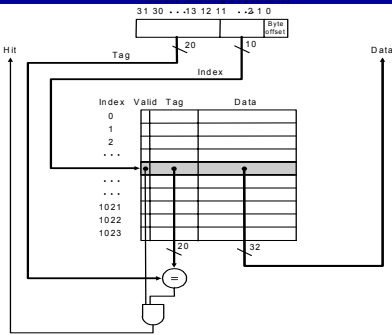 31 30 · · · 13 12 11 · · · 2 1 0
Byte
offset
Hit
20
10
Data
Tag
Index
Index Valid Tag Data
0
1
2
· · ·
· · ·
· · ·
1021
1022
1023
20
32
=